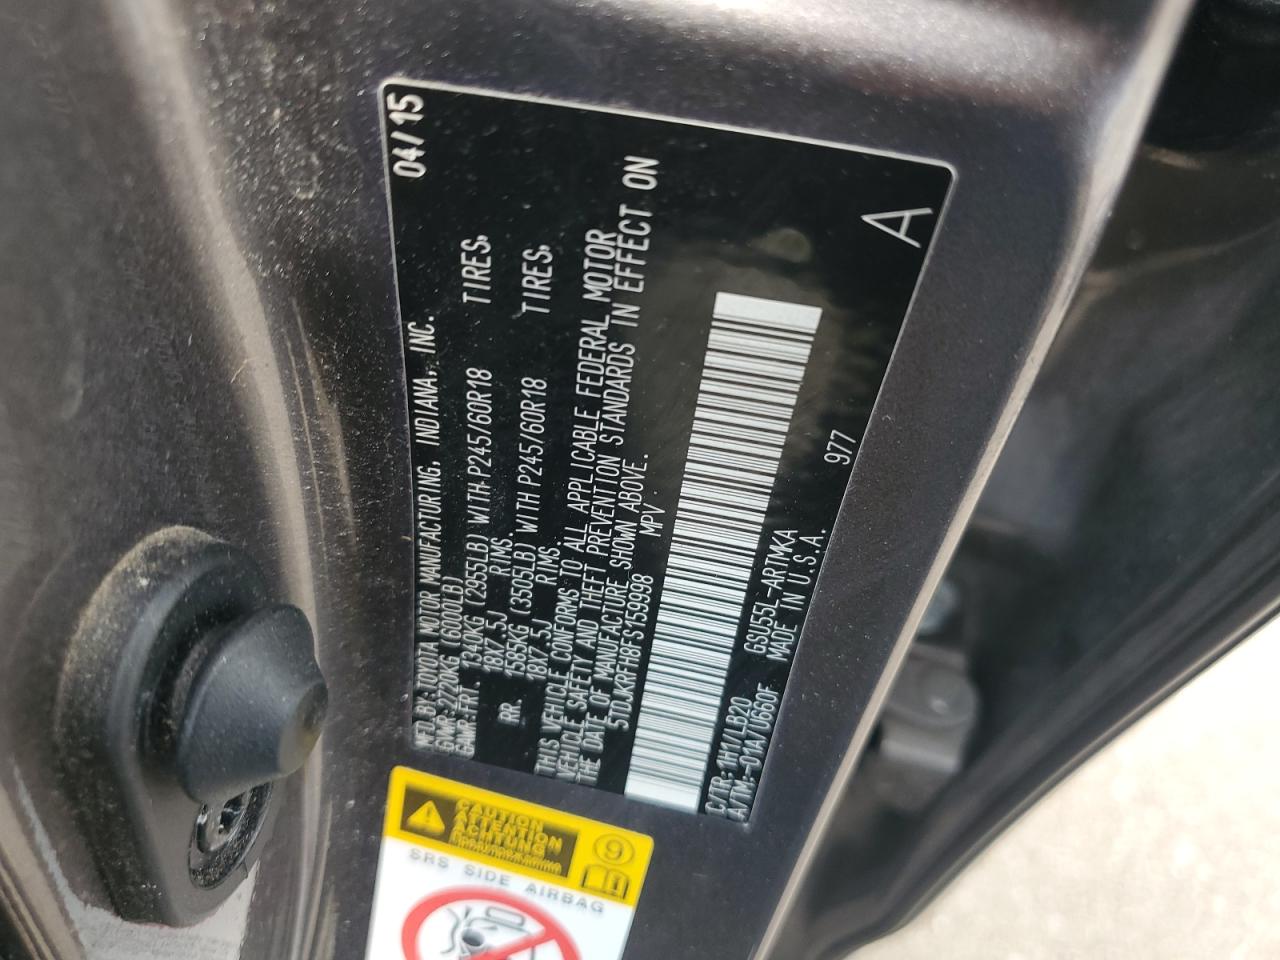 04/15
MFD.BY:TOYOTA MOTOR MANUFACTURING, INDIANA, INC.
GVWR:2720KG (6000LB)
GAWR:FRT. 1340KG (2955LB) WITH P245/60R18 TIRES,
18X7.5J RIMS.
RR. 1585KG (3505LB) WITH P245/60R18 TIRES,
18X7.5J RIMS.
THIS VEHICLE CONFORMS TO ALL APPLICABLE FEDERAL MOTOR
VEHICLE SAFETY AND THEFT PREVENTION STANDARDS IN EFFECT ON
THE DATE OF MANUFACTURE SHOWN ABOVE.
5TDJKRFH8FS159998 MPV
C/TR:1H1/LB20 GSU55L-ARTMKA 977
A/TM:-01A/U660F MADE IN U.S.A.
A
CAUTION
ATTENTION
ACHTUNG
9
SRS SIDE AIRBAG